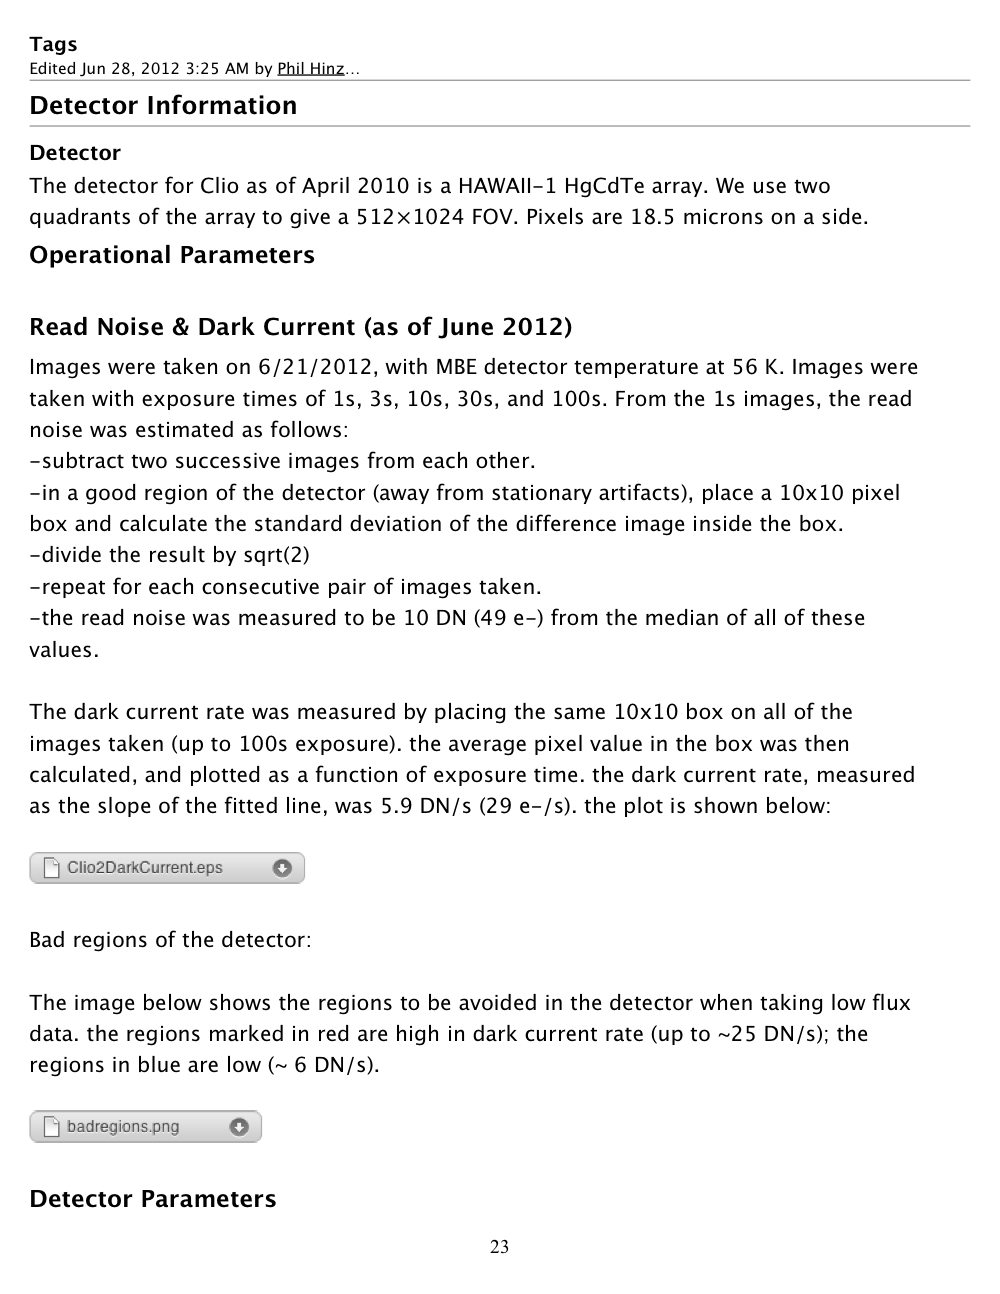 Tags
Edited Jun 28, 2012 3:25 AM by Phil Hinz...
Detector Information
Detector
The detector for Clio as of April 2010 is a HAWAII-1 HgCdTe array. We use two
quadrants of the array to give a 512×1024 FOV. Pixels are 18.5 microns on a side.
Operational Parameters
Read Noise & Dark Current (as of June 2012)
Images were taken on 6/21/2012, with MBE detector temperature at 56 K. Images were
taken with exposure times of 1s, 3s, 10s, 30s, and 100s. From the 1s images, the read
noise was estimated as follows:
-subtract two successive images from each other.
-in a good region of the detector (away from stationary artifacts), place a 10x10 pixel
box and calculate the standard deviation of the difference image inside the box.
-divide the result by sqrt(2)
-repeat for each consecutive pair of images taken.
-the read noise was measured to be 10 DN (49 e-) from the median of all of these
values.
The dark current rate was measured by placing the same 10x10 box on all of the
images taken (up to 100s exposure). the average pixel value in the box was then
calculated, and plotted as a function of exposure time. the dark current rate, measured
as the slope of the fitted line, was 5.9 DN/s (29 e-/s). the plot is shown below:
Clio2DarkCurrent.eps
Bad regions of the detector:
The image below shows the regions to be avoided in the detector when taking low flux
data. the regions marked in red are high in dark current rate (up to ~25 DN/s); the
regions in blue are low (~ 6 DN/s).
badregions.png
Detector Parameters
23